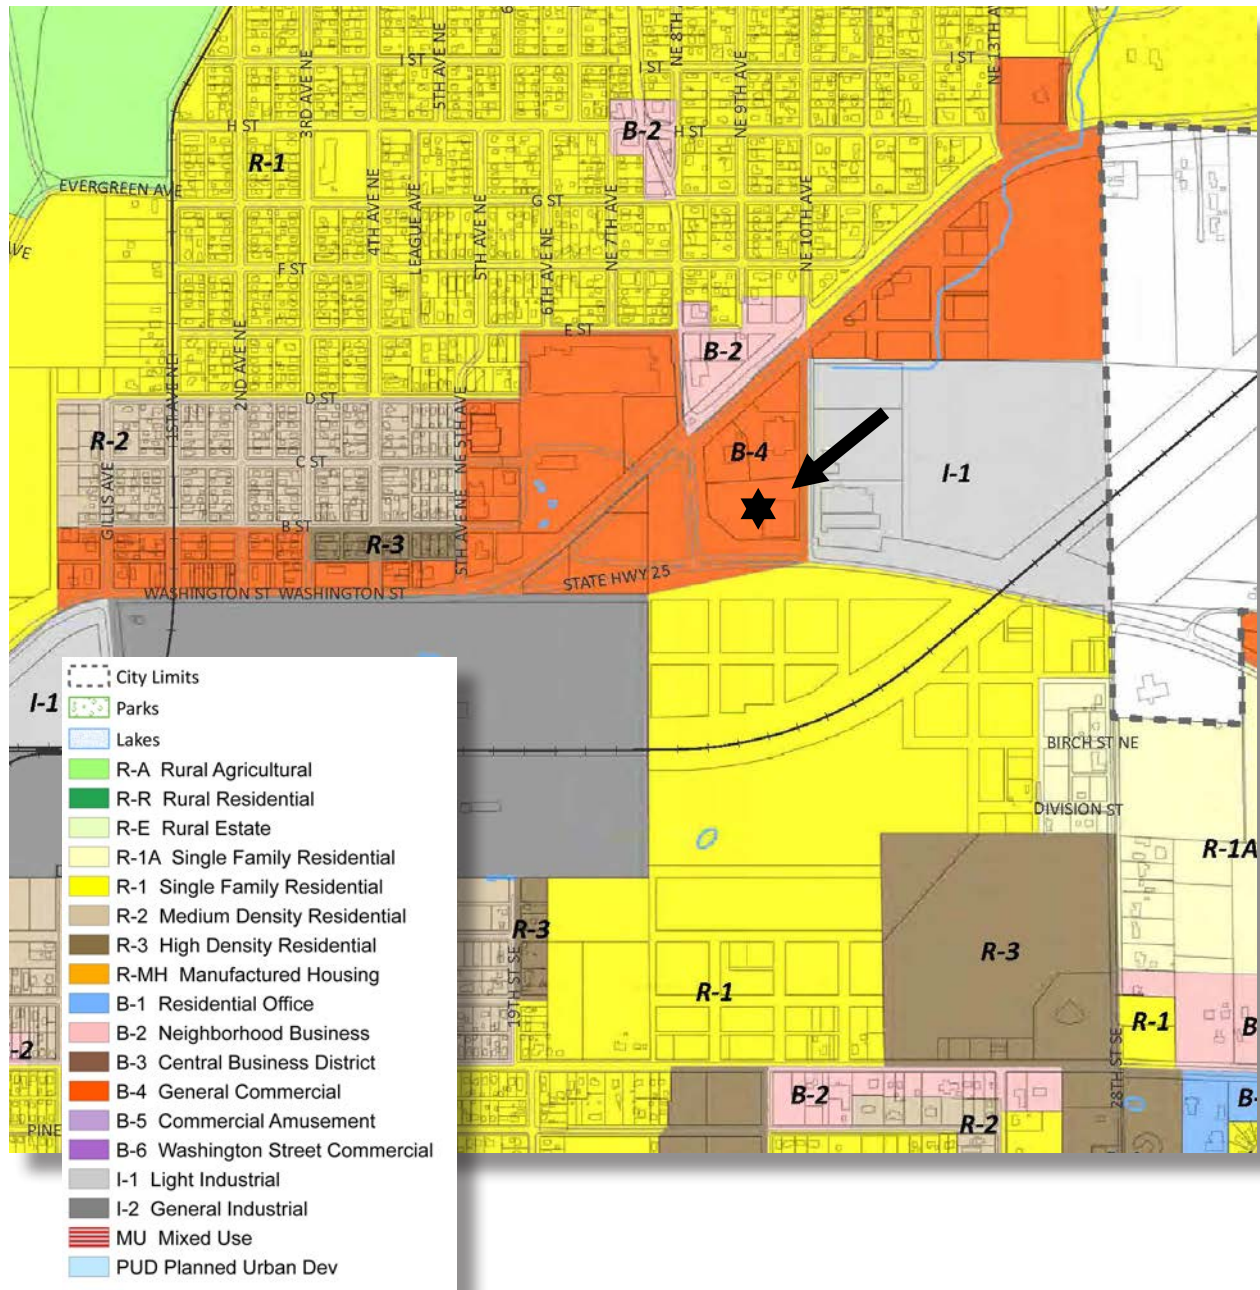 I ST
J ST
I ST
NE 8TH A
NE 13TH AV
3RD AVE NE
5TH AVE NE
NE 9TH AVE
H ST
B-2
H ST
R-1
EVERGREEN AVE
G ST
4TH AVE NE
LEAGUE AVE
5TH AVE NE
6TH AVE NE
NE 7TH AVE
NE 10TH AVE
VE
F ST
E ST
B-2
1ST AVE NE
2ND AVE NE
D ST
NE 5TH AVE
R-2
C ST
B-4
I-1
GILLIS AVE
B ST
R-3
5TH AVE NE
STATE HWY 25
WASHINGTON ST WASHINGTON ST
I-1
BIRCH ST NE
DIVISION ST
R-1A
R-3
19TH ST SE
R-3
R-1
R-1
B
28TH ST SE
-2
B-2
R-2
B-
PINE
City Limits
Parks
Lakes
R-A Rural Agricultural
R-R Rural Residential
R-E Rural Estate
R-1A Single Family Residential
R-1 Single Family Residential
R-2 Medium Density Residential
R-3 High Density Residential
R-MH Manufactured Housing
B-1 Residential Office
B-2 Neighborhood Business
B-3 Central Business District
B-4 General Commercial
B-5 Commercial Amusement
B-6 Washington Street Commercial
I-1 Light Industrial
I-2 General Industrial
MU Mixed Use
PUD Planned Urban Dev